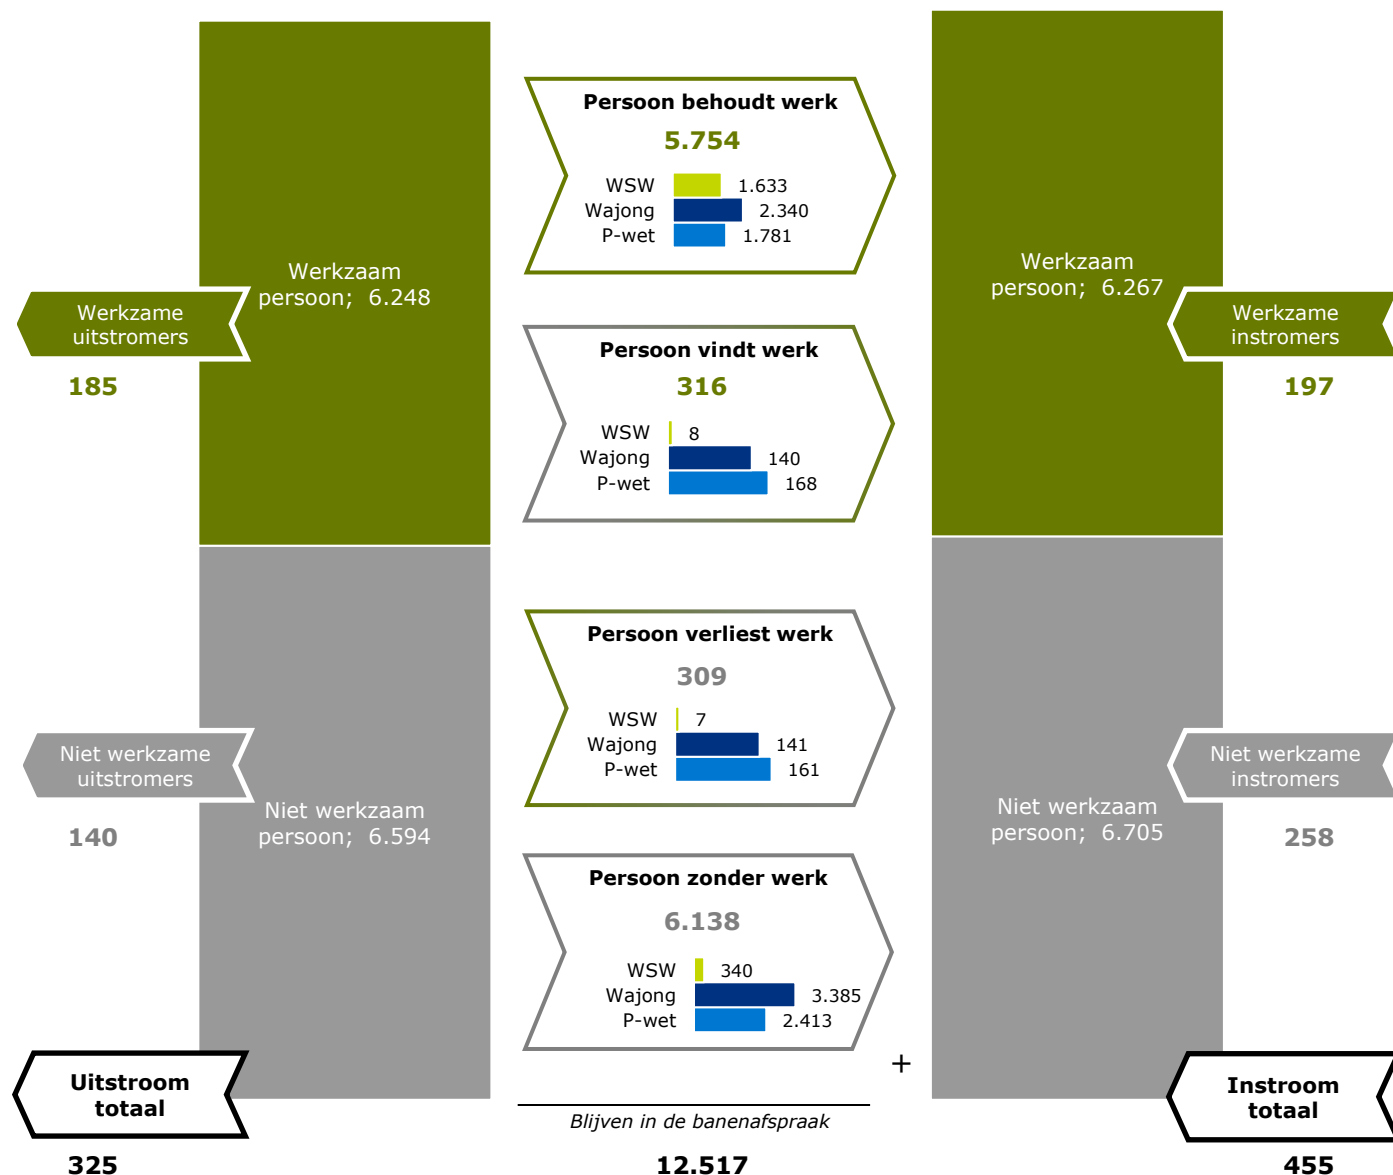 Werkzaam
persoon; 6.248
Werkzame
uitstromers
185
Niet werkzaam
persoon; 6.594
Niet werkzame
uitstromers
140
Uitstroom
totaal
325
Persoon behoudt werk
5.754
WSW 1.633
Wajong 2.340
P-wet 1.781
Persoon vindt werk
316
WSW 8
Wajong 140
P-wet 168
Persoon verliest werk
309
WSW 7
Wajong 141
P-wet 161
Persoon zonder werk
6.138
WSW 340
Wajong 3.385
P-wet 2.413
+
Blijven in de banenafspraak
12.517
Werkzaam
persoon; 6.267
Werkzame
instromers
197
Niet werkzaam
persoon; 6.705
Niet werkzame
instromers
258
Instroom
totaal
455